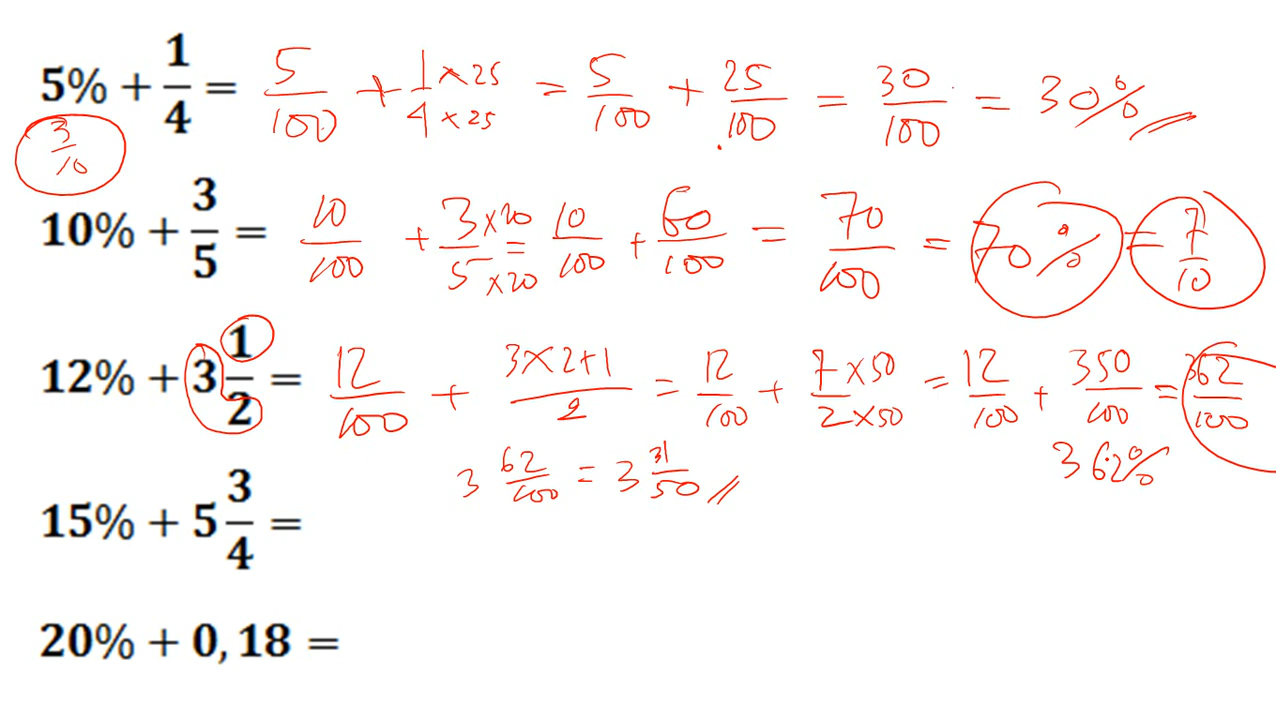 5% + 1/4 = 5/100 + 1×25/4×25 = 5/100 + 25/100 = 30/100 = 30%
3/10
10% + 3/5 = 10/100 + 3×20/5×20 = 10/100 + 60/100 = 70/100 = 70% = 7/10
12% + 3 1/2 = 12/100 + 3×2+1/2 = 12/100 + 7×50/2×50 = 12/100 + 350/100 = 362/100
3 62/100 = 3 31/50 362%
15% + 5 3/4 =
20% + 0,18 =